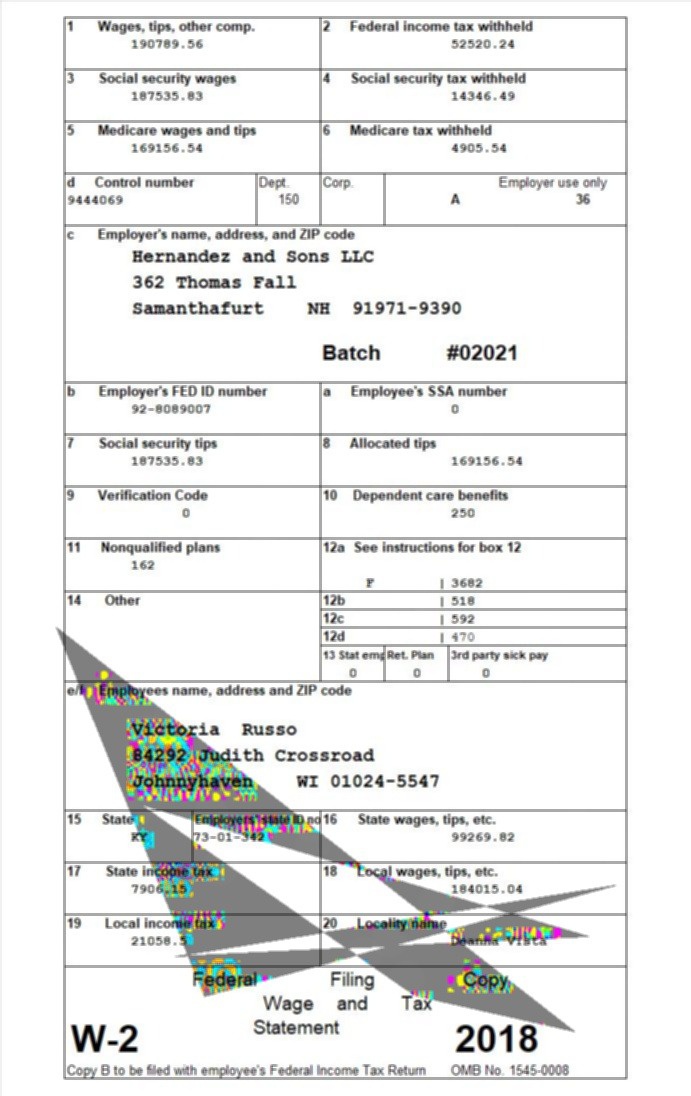 1 Wages, tips, other comp. 2 Federal income tax withheld
190789.56 52520.24
3 Social security wages 4 Social security tax withheld
187535.83 14346.49
5 Medicare wages and tips 6 Medicare tax withheld
169156.54 4905.54
d Control number Dept. Corp. Employer use only
9444069 150 A 36
c Employer's name, address, and ZIP code
Hernandez and Sons LLC
362 Thomas Fall
Samanthafurt NH 91971-9390
Batch #02021
b Employer's FED ID number a Employee's SSA number
92-8089007 0
7 Social security tips 8 Allocated tips
187535.83 169156.54
9 Verification Code 10 Dependent care benefits
0 250
11 Nonqualified plans 12a See instructions for box 12
162
F | 3682
14 Other 12b | 518
12c | 592
12d | 470
13 Stat emp Ret. Plan 3rd party sick pay
0 0 0
e/f Employees name, address and ZIP code
Victoria Russo
84292 Judith Crossroad
Johnnyhaven WI 01024-5547
15 State Employers' state ID no 16 State wages, tips, etc.
KY 73-01-342 99269.82
17 State income tax 18 Local wages, tips, etc.
7906.15 184015.04
19 Local income tax 20 Locality name
21058.5 Deanna Vista
Federal Filing Copy
Wage and Tax
Statement
W-2 2018
Copy B to be filed with employee's Federal Income Tax Return OMB No. 1545-0008